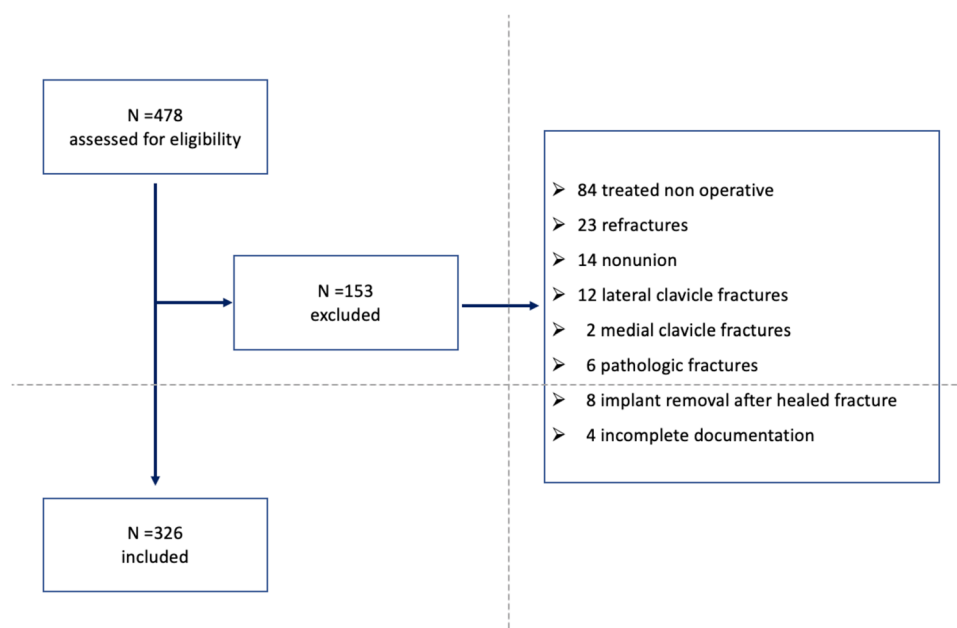 N =478
assessed for eligibility
N =153
excluded
84 treated non operative
23 refractures
14 nonunion
12 lateral clavicle fractures
2 medial clavicle fractures
6 pathologic fractures
8 implant removal after healed fracture
4 incomplete documentation
N =326
included